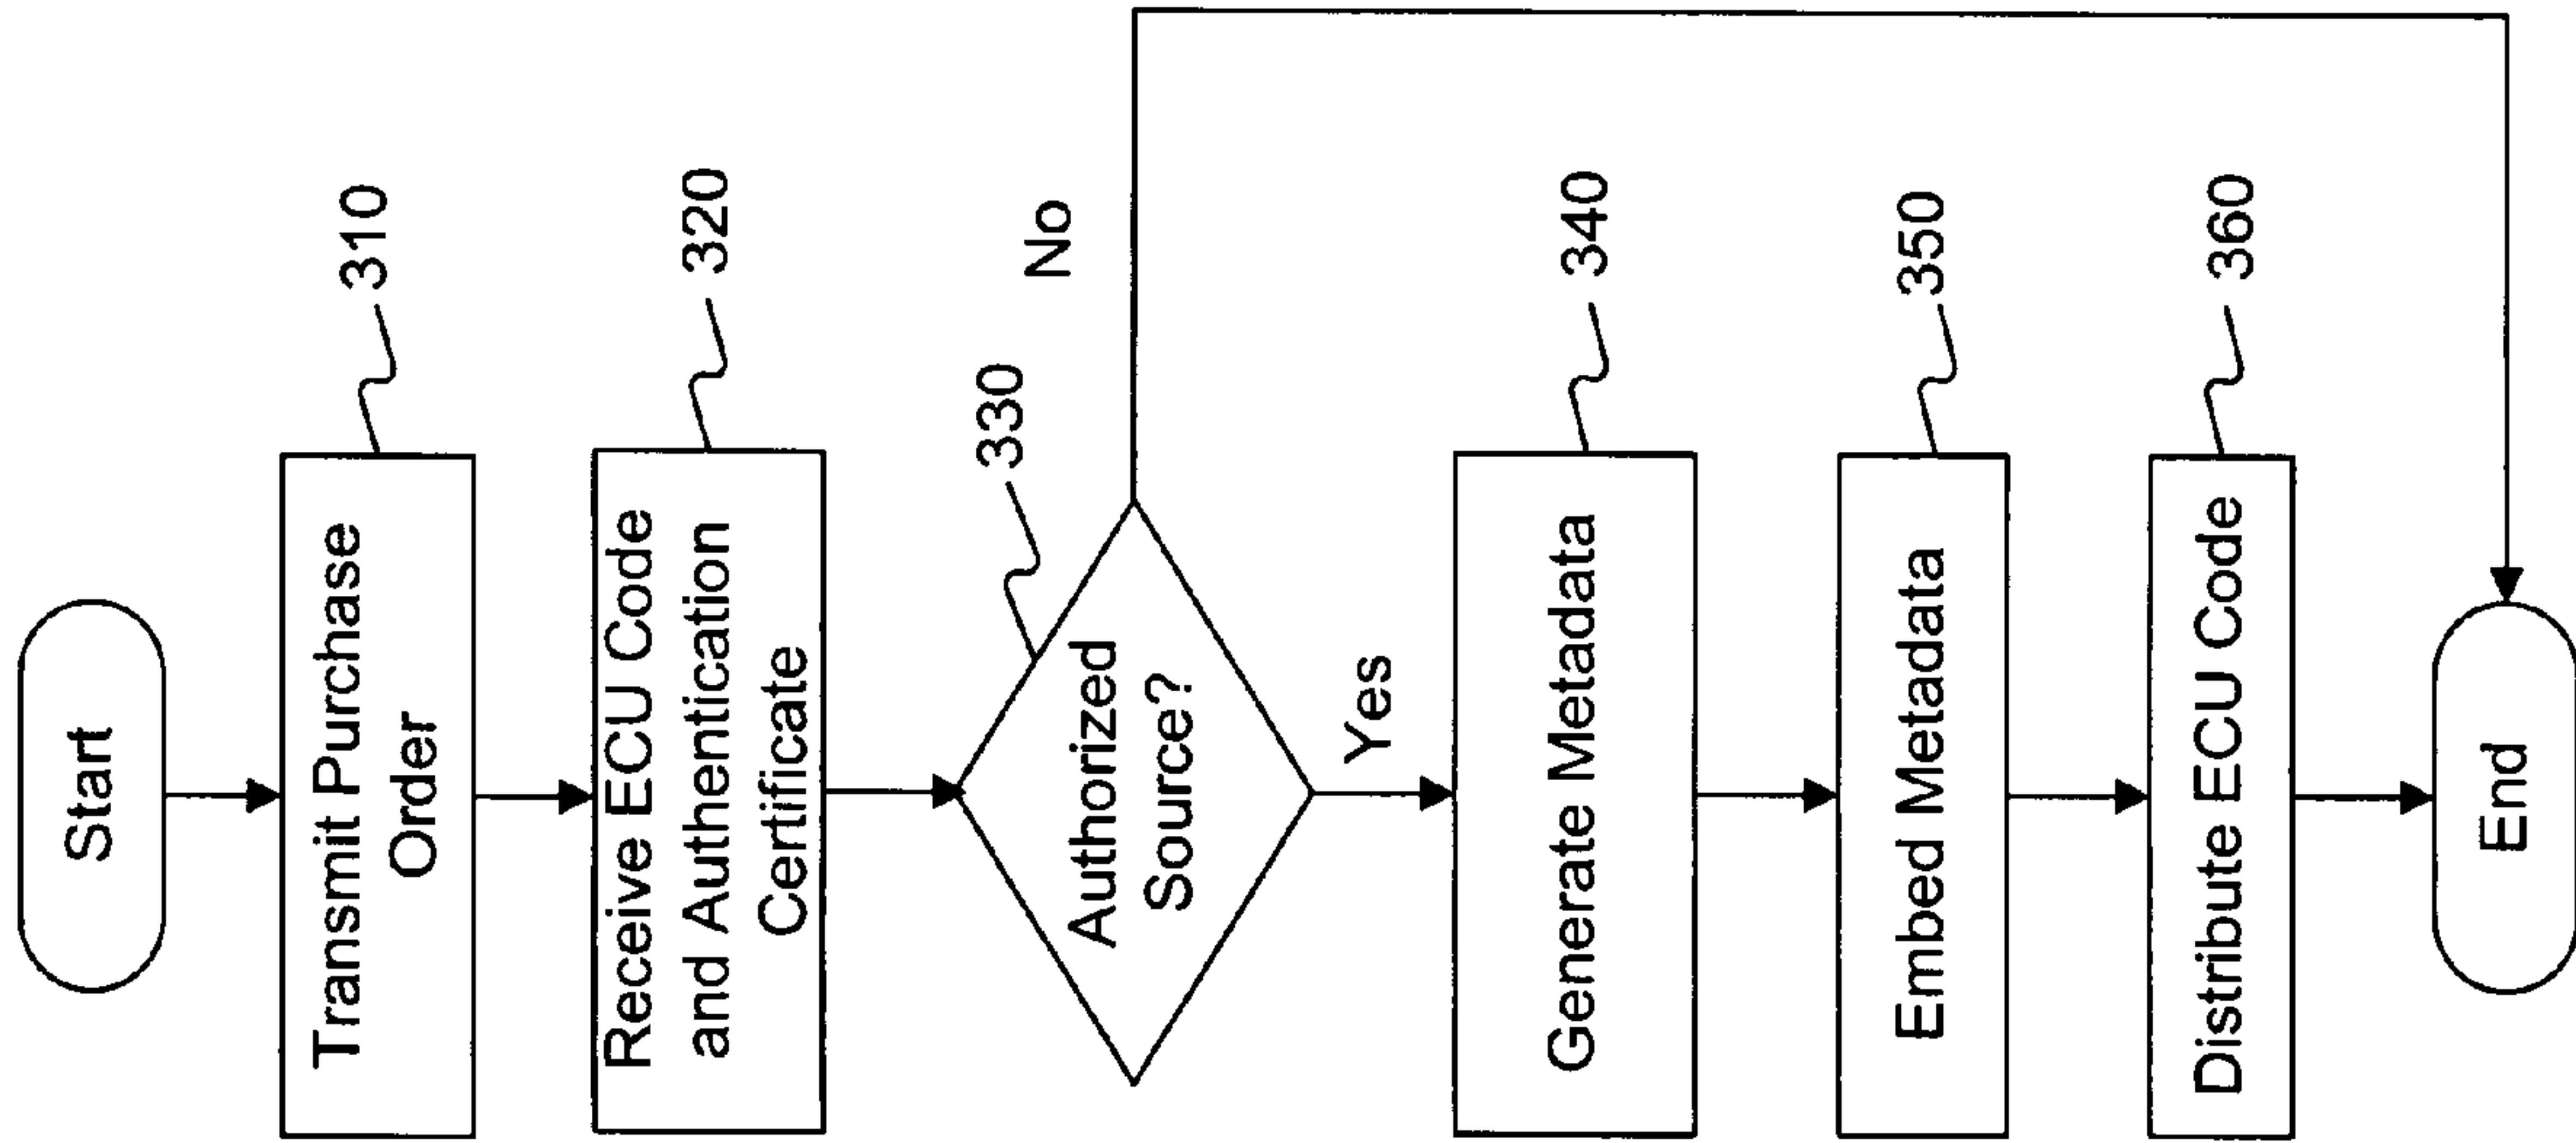 Start
Transmit Purchase
Order
310
Receive ECU Code
and Authentication
Certificate
320
Authorized
Source?
330
No
Yes
Generate Metadata
340
Embed Metadata
350
Distribute ECU Code
360
End